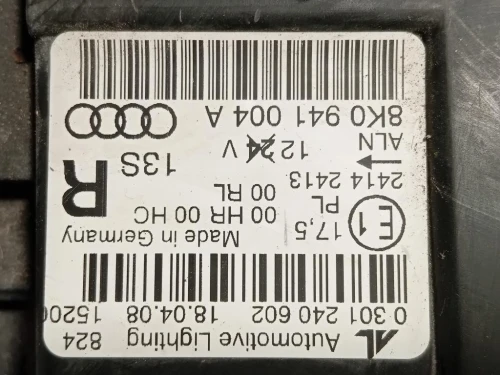 AL Automotive Lighting 824
0 301 240 602 18.04.08 1520
Made in Germany
E1 17,5 00 HR 00 HC
PL 00 RL R
2414 2413
← 12 24 V 13S
ALN
8K0 941 004 A